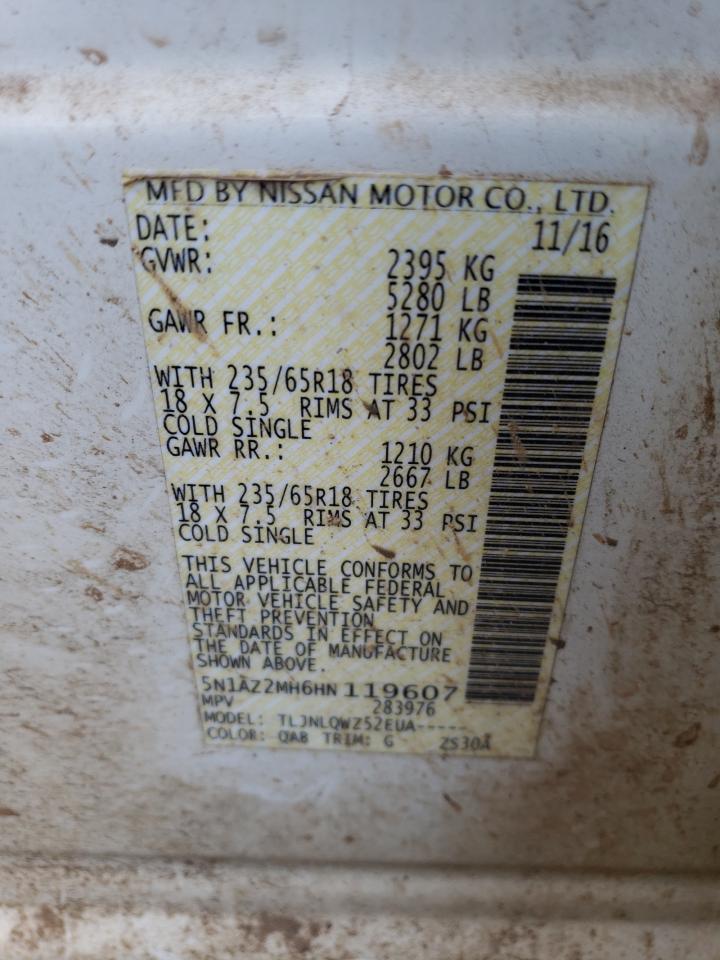 MFD BY NISSAN MOTOR CO., LTD.
DATE: 11/16
GVWR: 2395 KG
5280 LB
GAWR FR.: 1271 KG
2802 LB
WITH 235/65R18 TIRES
18 X 7.5 RIMS AT 33 PSI
COLD SINGLE
GAWR RR.: 1210 KG
2667 LB
WITH 235/65R18 TIRES
18 X 7.5 RIMS AT 33 PSI
COLD SINGLE
THIS VEHICLE CONFORMS TO
ALL APPLICABLE FEDERAL
MOTOR VEHICLE SAFETY AND
THEFT PREVENTION
STANDARDS IN EFFECT ON
THE DATE OF MANUFACTURE
SHOWN ABOVE.
5N1AZ2MH6HN119607
MPV 283976
MODEL: TLJNLQWZ52EUA-----
COLOR: QAB TRIM: G ZS30A